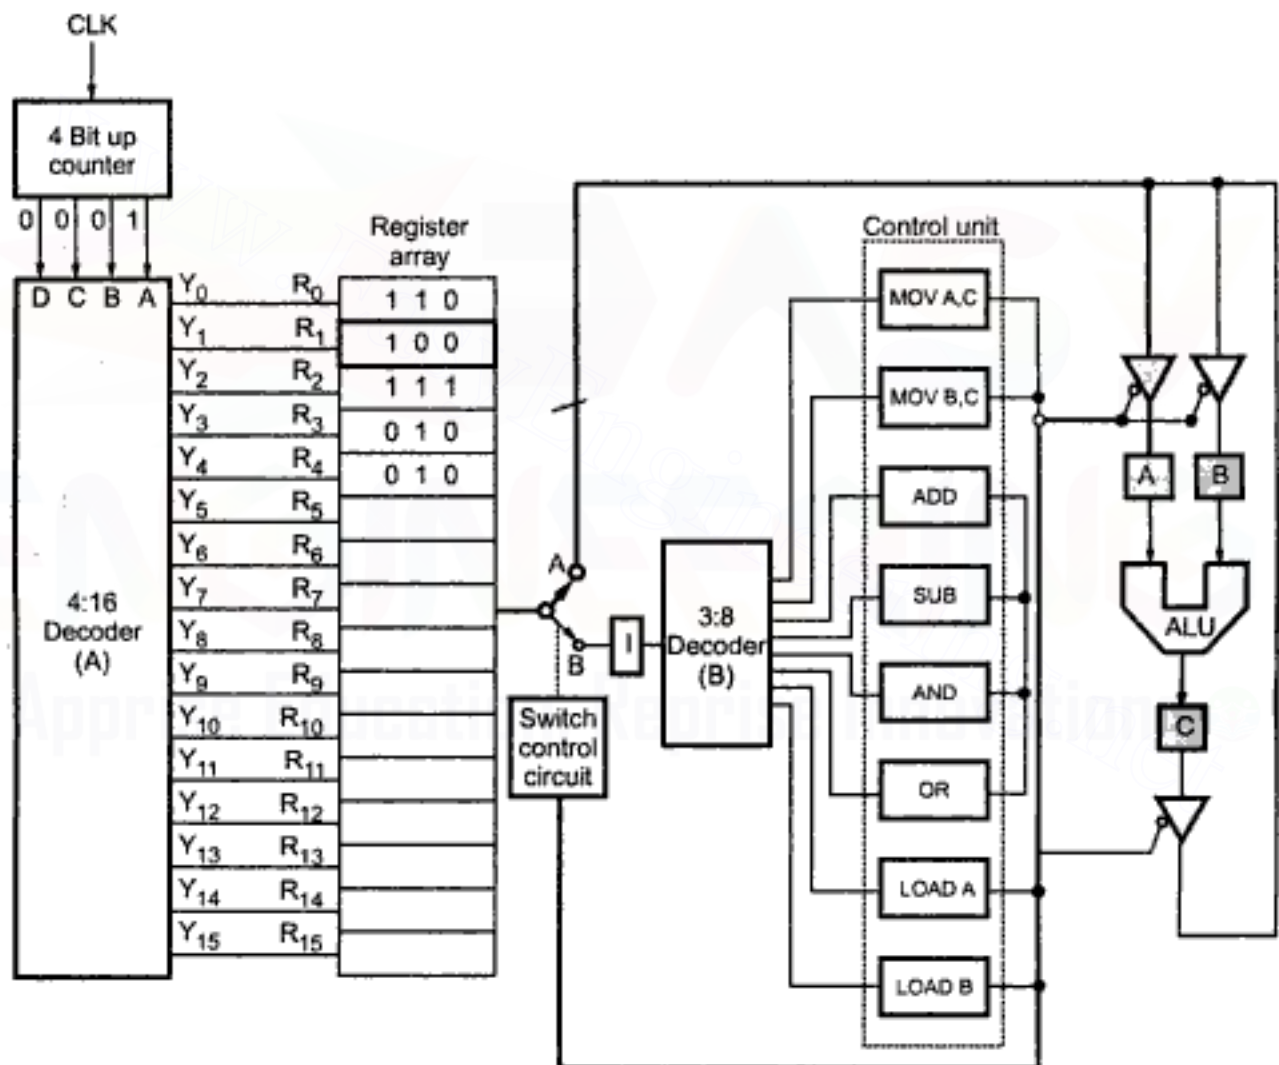 CLK
4 Bit up
counter
0 0 0 1
D C B A
4:16
Decoder
(A)
Register
array
Y0 R0 1 1 0
Y1 R1 1 0 0
Y2 R2 1 1 1
Y3 R3 0 1 0
Y4 R4 0 1 0
Y5 R5
Y6 R6
Y7 R7
Y8 R8
Y9 R9
Y10 R10
Y11 R11
Y12 R12
Y13 R13
Y14 R14
Y15 R15
A
B
I
Switch
control
circuit
3:8
Decoder
(B)
Control unit
MOV A,C
MOV B,C
ADD
SUB
AND
OR
LOAD A
LOAD B
A
B
ALU
C